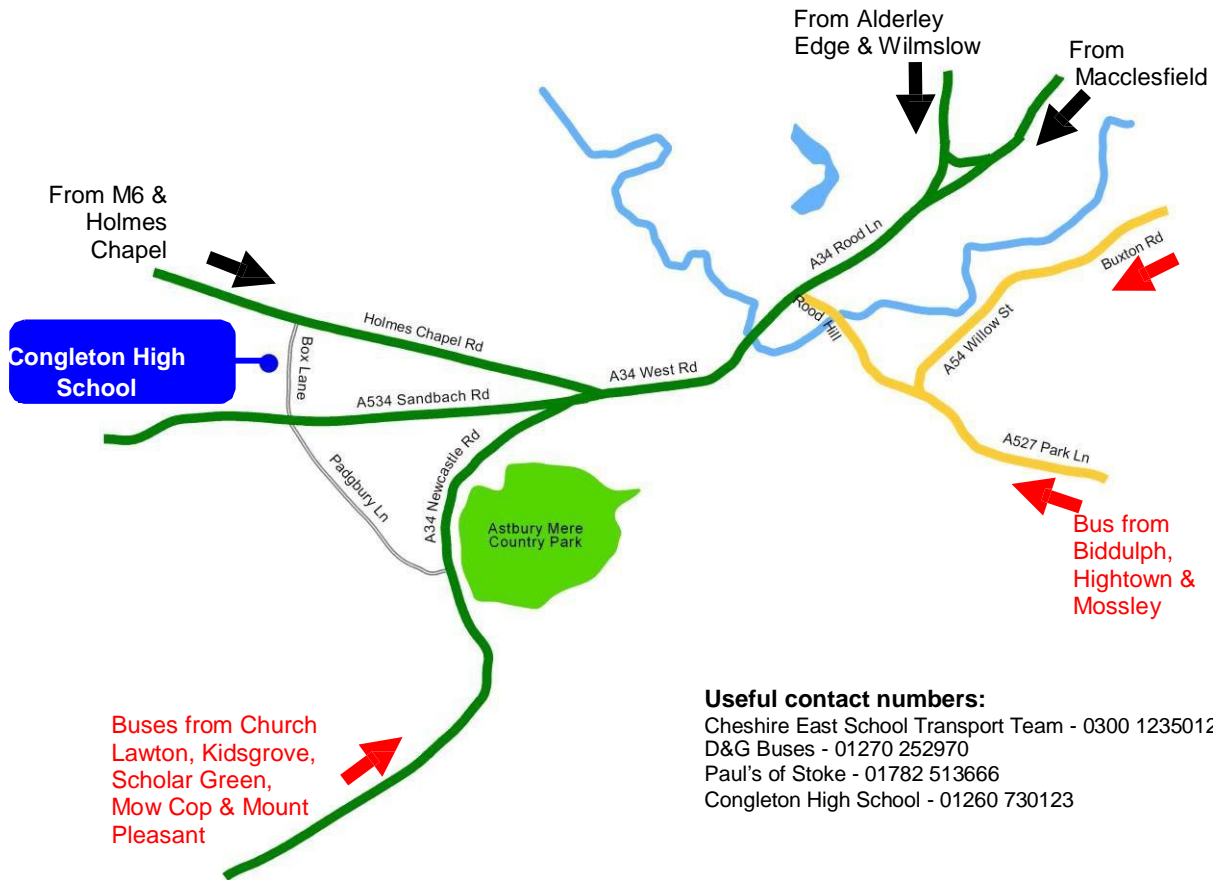 From Alderley
Edge & Wilmslow
From
Macclesfield
From M6 &
Holmes
Chapel
A34 Rood Ln
Buxton Rd
Rood Hill
Holmes Chapel Rd
Congleton High
School
Box Lane
A34 West Rd
A54 Willow St
A534 Sandbach Rd
A527 Park Ln
Padgbury Ln
A34 Newcastle Rd
Astbury Mere
Country Park
Bus from
Biddulph,
Hightown &
Mossley
Buses from Church
Lawton, Kidsgrove,
Scholar Green,
Mow Cop & Mount
Pleasant
Useful contact numbers:
Cheshire East School Transport Team - 0300 1235012
D&G Buses - 01270 252970
Paul's of Stoke - 01782 513666
Congleton High School - 01260 730123